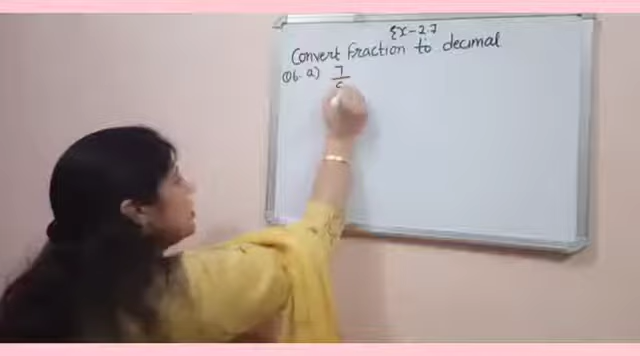 Ex-2.7
Convert Fraction to decimal
Q6. a) 7